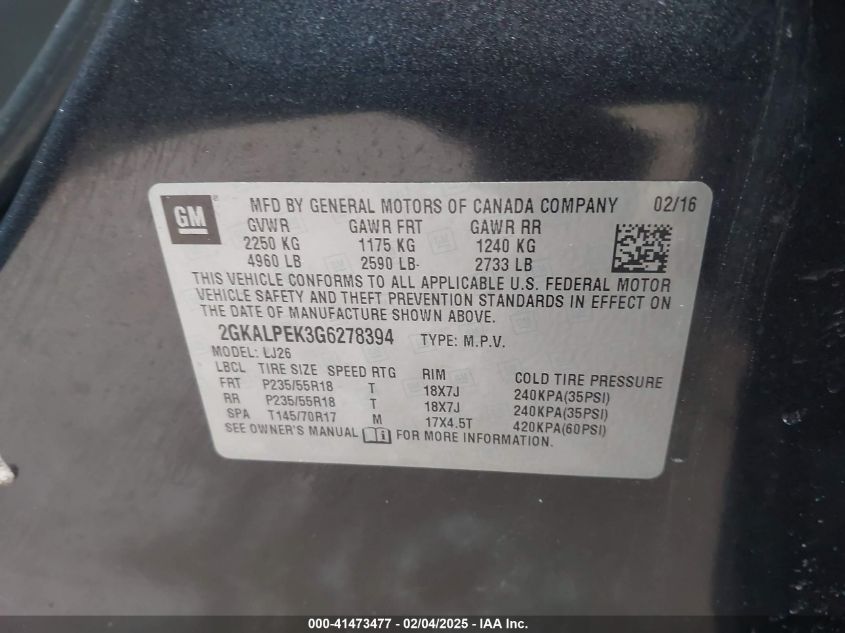 GM
MFD BY GENERAL MOTORS OF CANADA COMPANY 02/16
GVWR GAWR FRT GAWR RR
2250 KG 1175 KG 1240 KG
4960 LB 2590 LB 2733 LB
THIS VEHICLE CONFORMS TO ALL APPLICABLE U.S. FEDERAL MOTOR
VEHICLE SAFETY AND THEFT PREVENTION STANDARDS IN EFFECT ON
THE DATE OF MANUFACTURE SHOWN ABOVE.
2GKALPEK3G6278394 TYPE: M.P.V.
MODEL: LJ26
LBCL TIRE SIZE SPEED RTG RIM COLD TIRE PRESSURE
FRT P235/55R18 T 18X7J 240KPA(35PSI)
RR P235/55R18 T 18X7J 240KPA(35PSI)
SPA T145/70R17 M 17X4.5T 420KPA(60PSI)
SEE OWNER'S MANUAL FOR MORE INFORMATION.
000-41473477 - 02/04/2025 - IAA Inc.